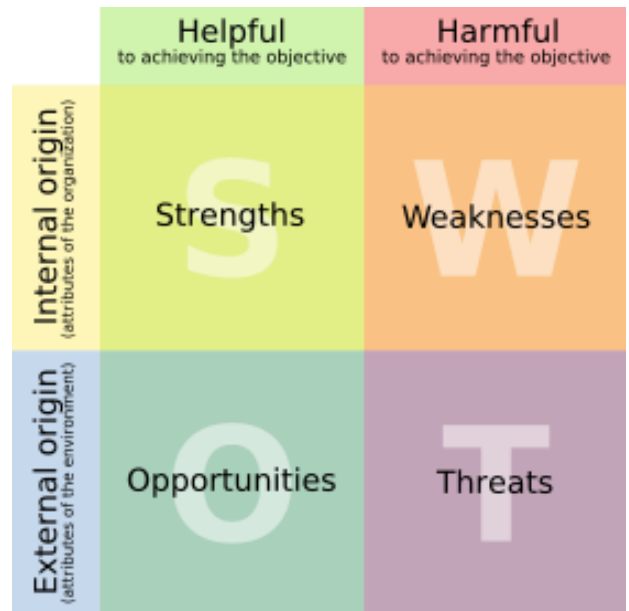 Helpful
to achieving the objective
Harmful
to achieving the objective
Internal origin
(attributes of the organization)
S
Strengths
W
Weaknesses
External origin
(attributes of the environment)
O
Opportunities
T
Threats